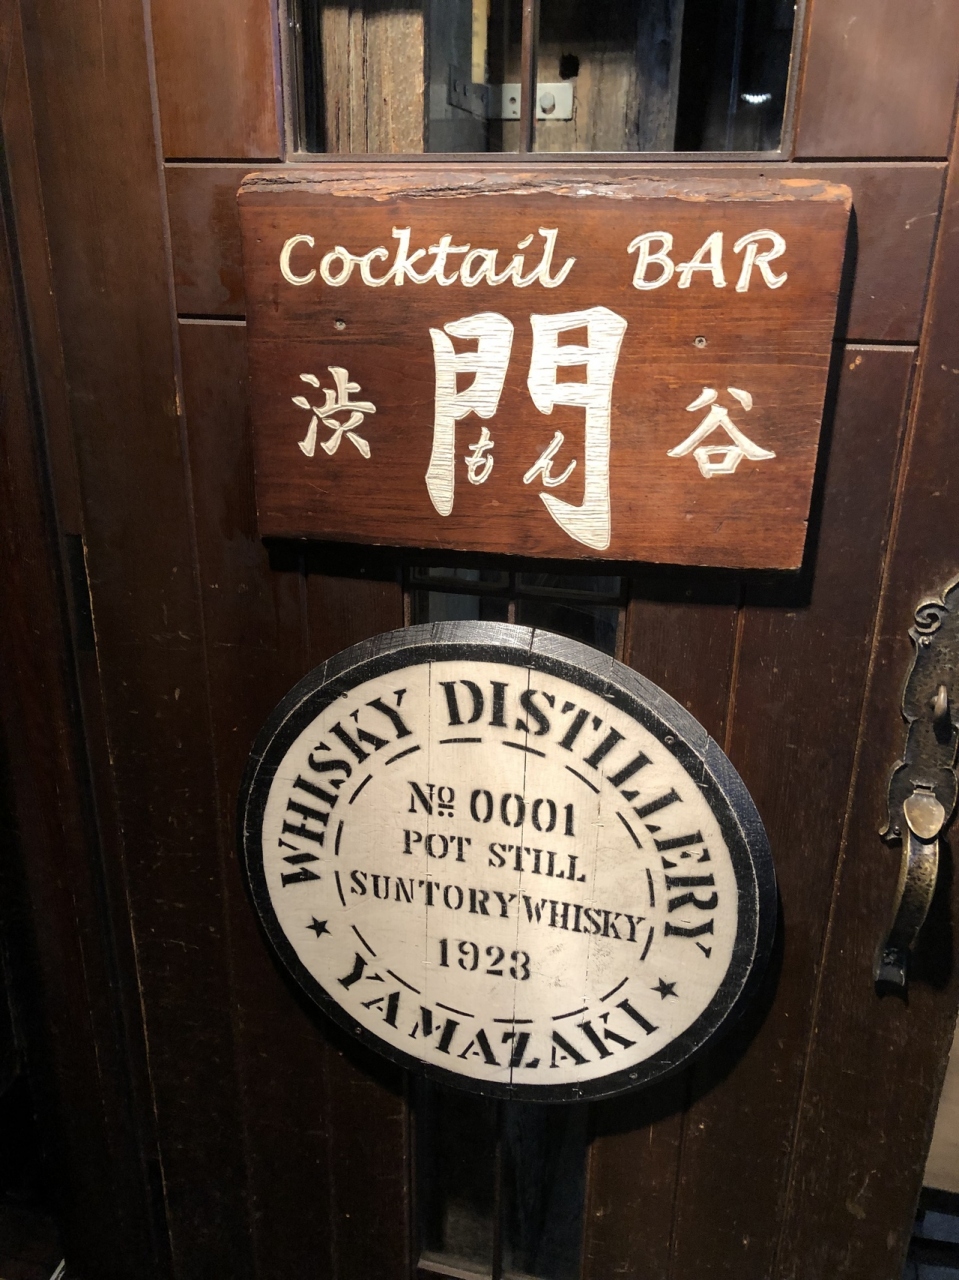 Cocktail BAR
渋 門 谷
もん
WHISKY DISTILLERY
No 0001
POT STILL
SUNTORY WHISKY
1923
★ YAMAZAKI ★